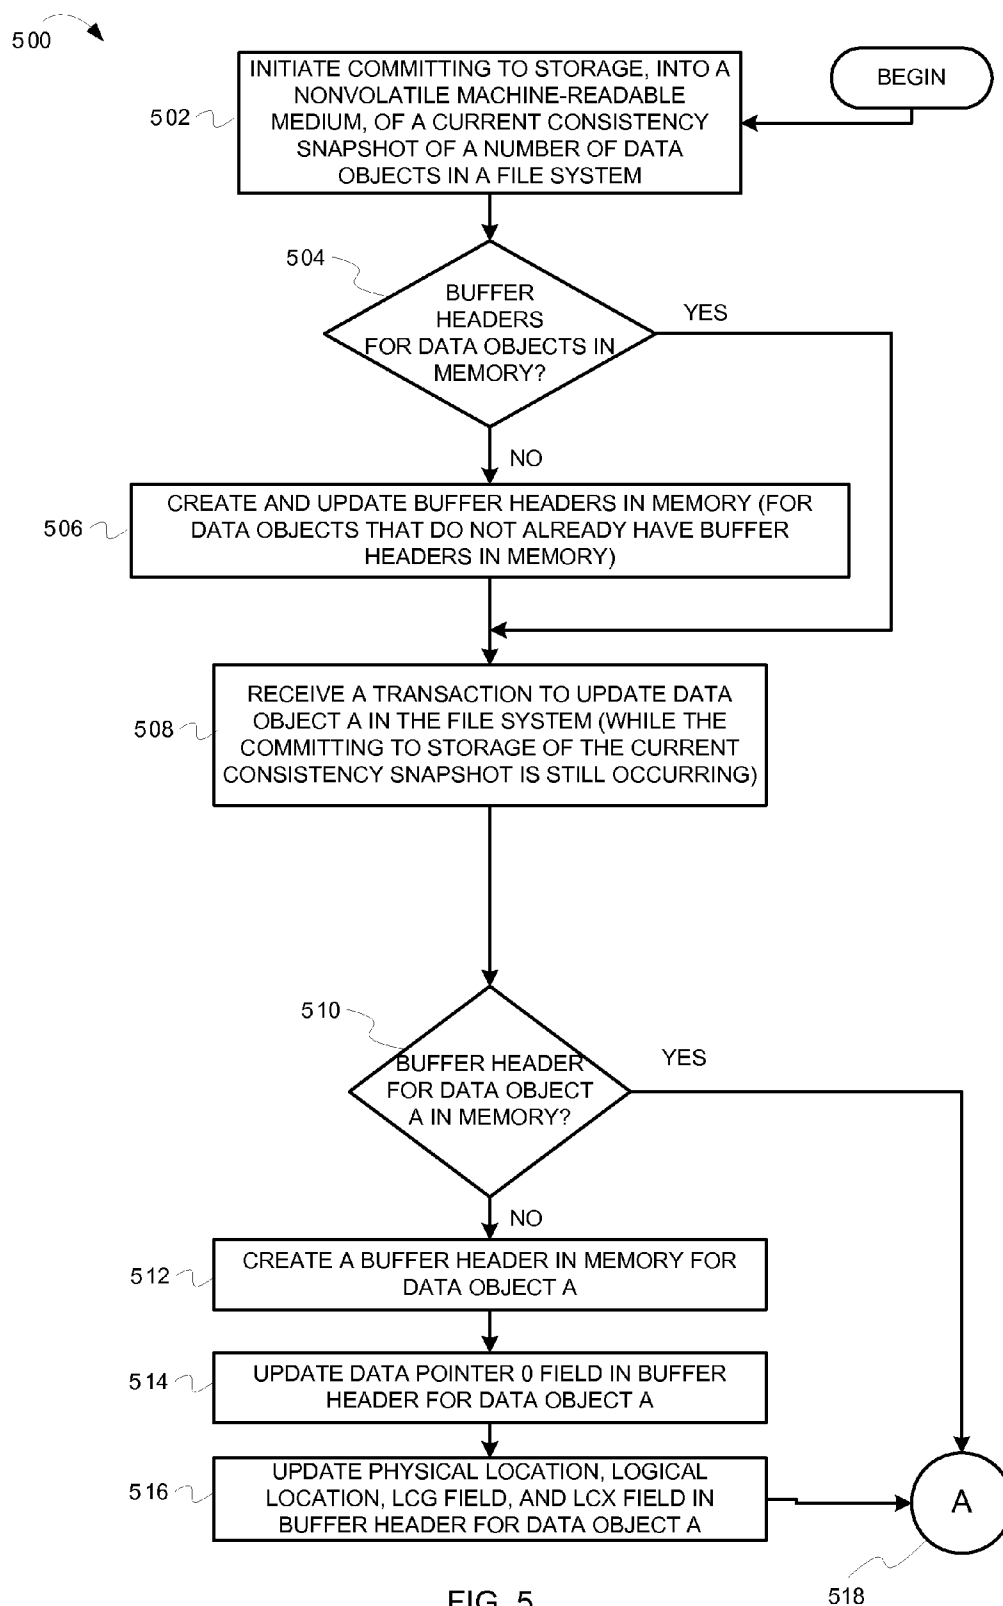 500
BEGIN
502
INITIATE COMMITTING TO STORAGE, INTO A
NONVOLATILE MACHINE-READABLE
MEDIUM, OF A CURRENT CONSISTENCY
SNAPSHOT OF A NUMBER OF DATA
OBJECTS IN A FILE SYSTEM
504
BUFFER
HEADERS
FOR DATA OBJECTS IN
MEMORY?
YES
NO
506
CREATE AND UPDATE BUFFER HEADERS IN MEMORY (FOR
DATA OBJECTS THAT DO NOT ALREADY HAVE BUFFER
HEADERS IN MEMORY)
508
RECEIVE A TRANSACTION TO UPDATE DATA
OBJECT A IN THE FILE SYSTEM (WHILE THE
COMMITTING TO STORAGE OF THE CURRENT
CONSISTENCY SNAPSHOT IS STILL OCCURRING)
510
BUFFER HEADER
FOR DATA OBJECT
A IN MEMORY?
YES
NO
512
CREATE A BUFFER HEADER IN MEMORY FOR
DATA OBJECT A
514
UPDATE DATA POINTER 0 FIELD IN BUFFER
HEADER FOR DATA OBJECT A
516
UPDATE PHYSICAL LOCATION, LOGICAL
LOCATION, LCG FIELD, AND LCX FIELD IN
BUFFER HEADER FOR DATA OBJECT A
A
518
FIG. 5